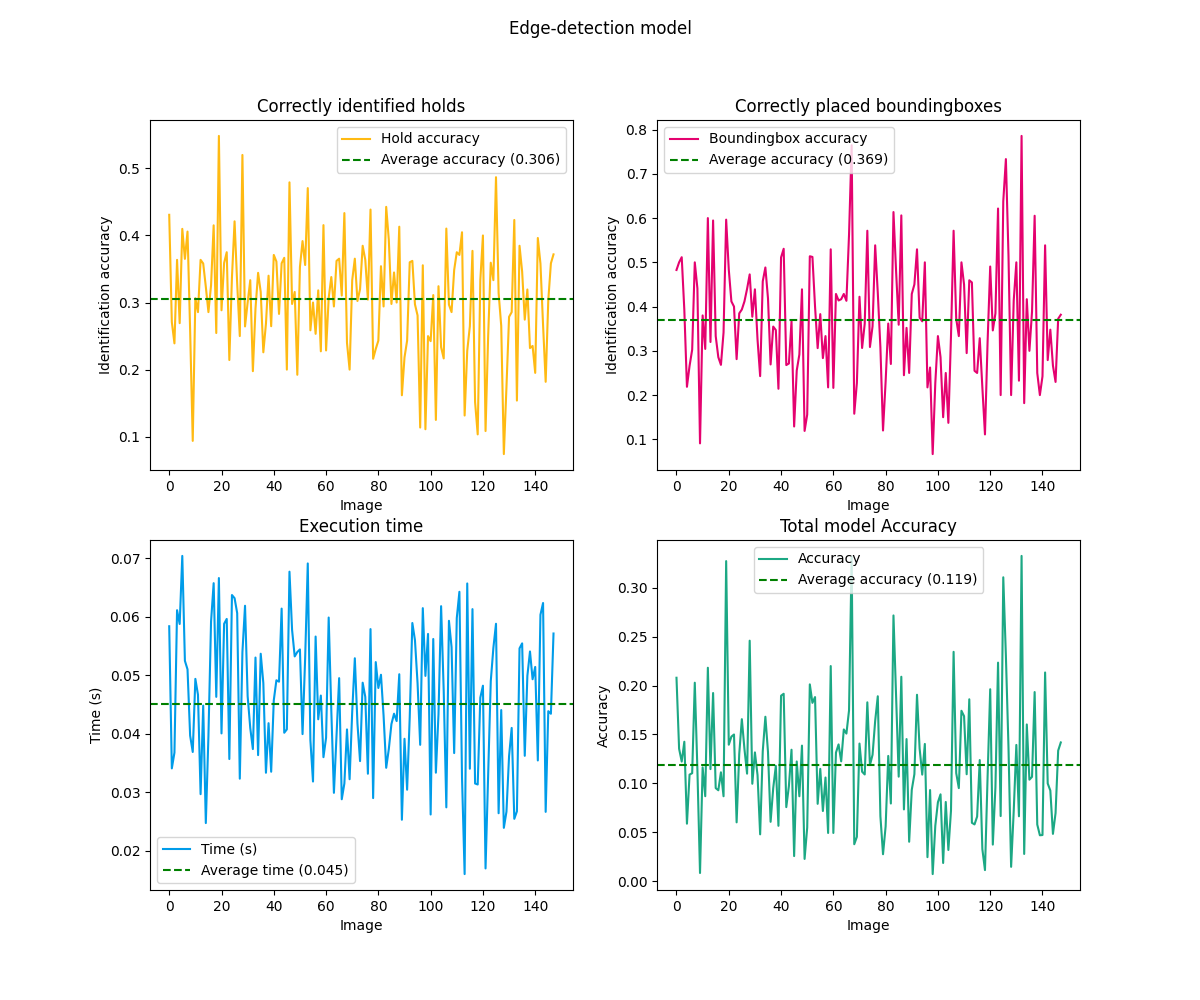 Edge-detection model
Correctly identified holds
Hold accuracy
Average accuracy (0.306)
Identification accuracy
0.5
0.4
0.3
0.2
0.1
0 20 40 60 80 100 120 140
Image
Correctly placed boundingboxes
Boundingbox accuracy
Average accuracy (0.369)
Identification accuracy
0.8
0.7
0.6
0.5
0.4
0.3
0.2
0.1
0 20 40 60 80 100 120 140
Image
Execution time
Time (s)
0.07
0.06
0.05
0.04
0.03
0.02
Time (s)
Average time (0.045)
0 20 40 60 80 100 120 140
Image
Total model Accuracy
Accuracy
Average accuracy (0.119)
Accuracy
0.30
0.25
0.20
0.15
0.10
0.05
0.00
0 20 40 60 80 100 120 140
Image